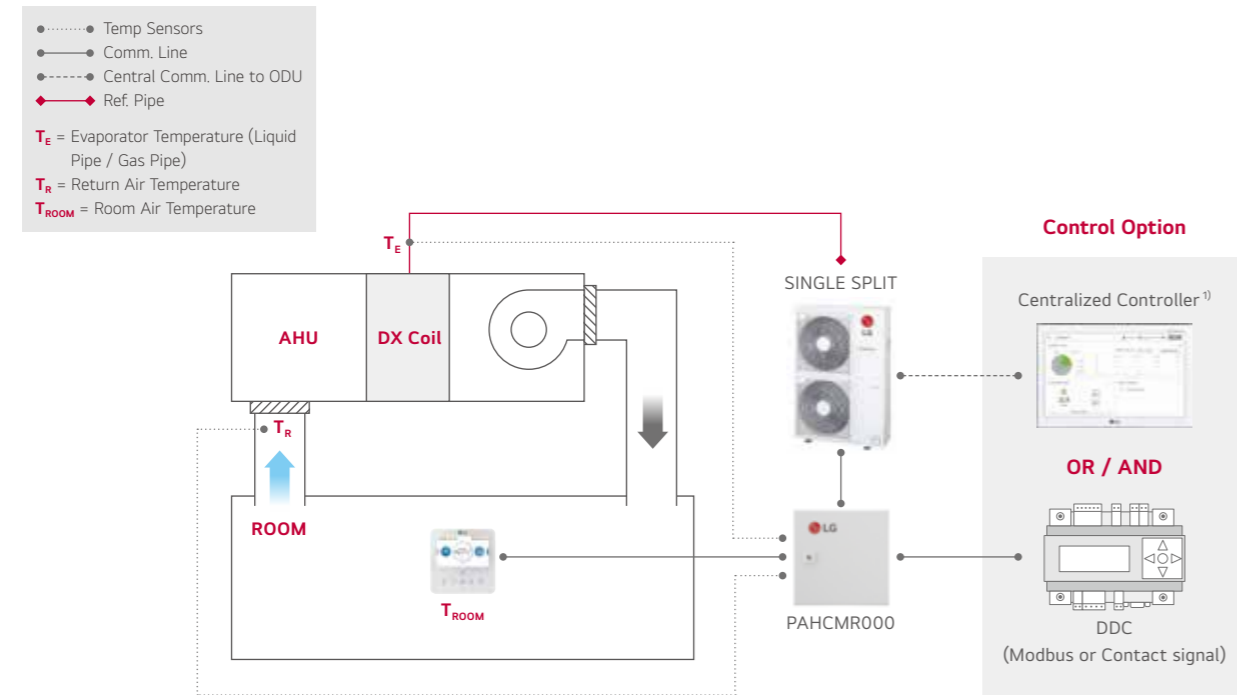 Temp Sensors
Comm. Line
Central Comm. Line to ODU
Ref. Pipe
TE = Evaporator Temperature (Liquid
Pipe / Gas Pipe)
TR = Return Air Temperature
TROOM = Room Air Temperature
Control Option
TE
SINGLE SPLIT
Centralized Controller 1)
AHU
DX Coil
LG
TR
OR / AND
ROOM
LG
TROOM
PAHCMR000
DDC
(Modbus or Contact signal)